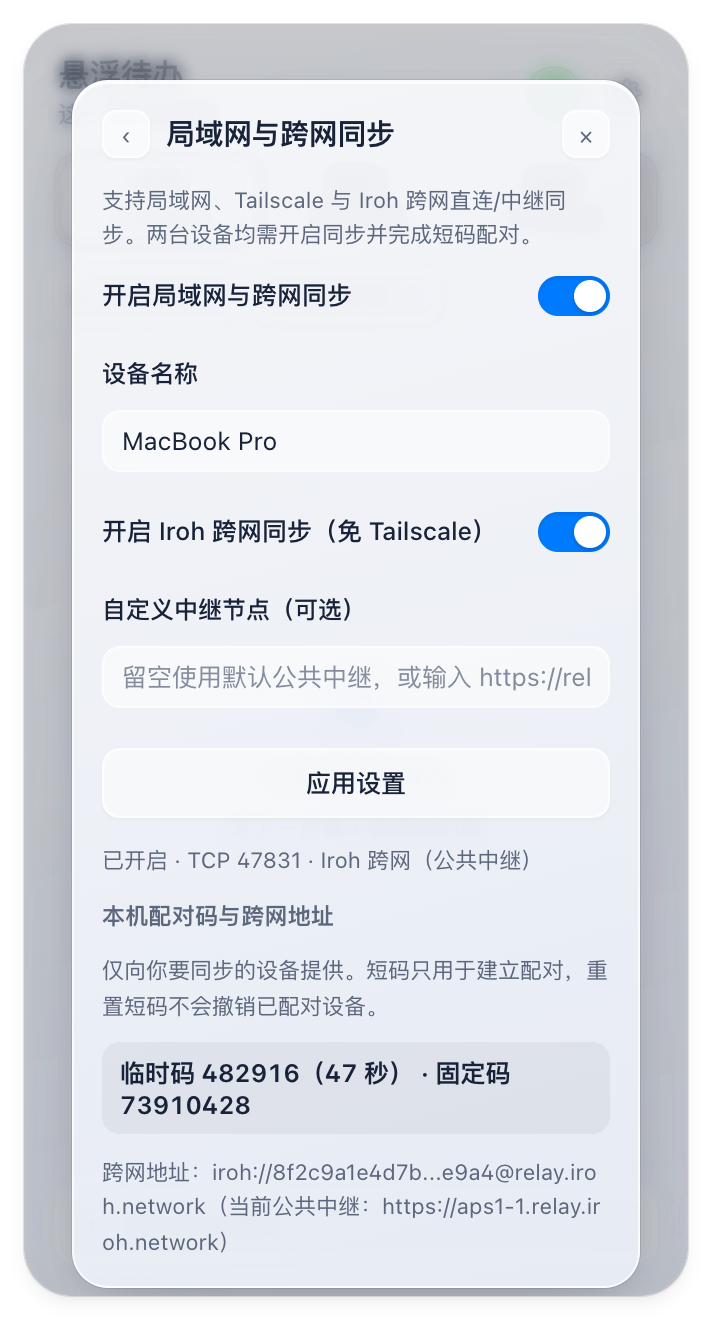 悬浮待办
‹
局域网与跨网同步
×
支持局域网、Tailscale 与 Iroh 跨网直连/中继同
步。两台设备均需开启同步并完成短码配对。
开启局域网与跨网同步
设备名称
MacBook Pro
开启 Iroh 跨网同步（免 Tailscale）
自定义中继节点（可选）
留空使用默认公共中继，或输入 https://rel
应用设置
已开启 · TCP 47831 · Iroh 跨网（公共中继）
本机配对码与跨网地址
仅向你要同步的设备提供。短码只用于建立配对，重
置短码不会撤销已配对设备。
临时码 482916（47 �） · 固定码
73910428
跨网地址：iroh://8f2c9a1e4d7b...e9a4@relay.iro
h.network（当前公共中继：https://aps1-1.relay.ir
oh.network）